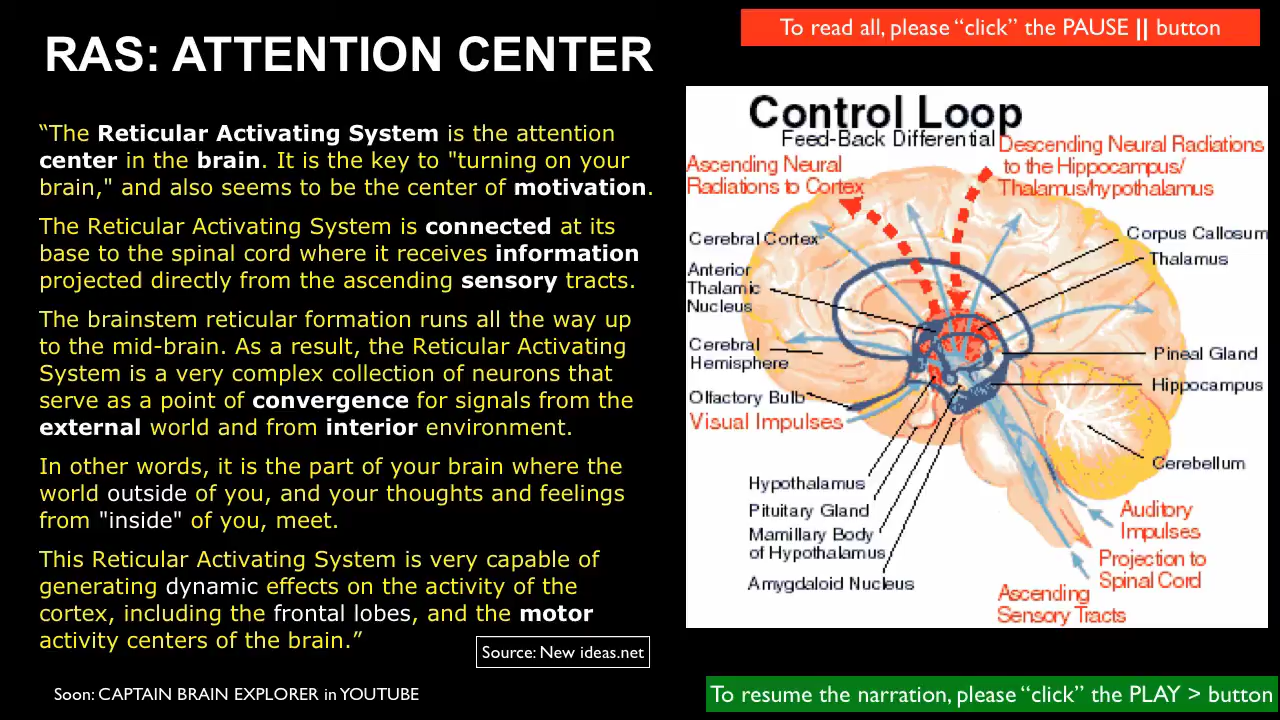 RAS: ATTENTION CENTER
To read all, please “click” the PAUSE || button
“The Reticular Activating System is the attention
center in the brain. It is the key to "turning on your
brain," and also seems to be the center of motivation.
The Reticular Activating System is connected at its
base to the spinal cord where it receives information
projected directly from the ascending sensory tracts.
The brainstem reticular formation runs all the way up
to the mid-brain. As a result, the Reticular Activating
System is a very complex collection of neurons that
serve as a point of convergence for signals from the
external world and from interior environment.
In other words, it is the part of your brain where the
world outside of you, and your thoughts and feelings
from "inside" of you, meet.
This Reticular Activating System is very capable of
generating dynamic effects on the activity of the
cortex, including the frontal lobes, and the motor
activity centers of the brain.”
Source: New ideas.net
Soon: CAPTAIN BRAIN EXPLORER in YOUTUBE
Control Loop
Feed-Back Differential
Ascending Neural
Radiations to Cortex
Descending Neural Radiations
to the Hippocampus/
Thalamus/hypothalamus
Cerebral Cortex
Anterior
Thalamic
Nucleus
Cerebral
Hemisphere
Olfactory Bulb
Visual Impulses
Hypothalamus
Pituitary Gland
Mamillary Body
of Hypothalamus
Amygdaloid Nucleus
Corpus Callosum
Thalamus
Pineal Gland
Hippocampus
Cerebellum
Auditory
Impulses
Projection to
Spinal Cord
Ascending
Sensory Tracts
To resume the narration, please “click” the PLAY > button